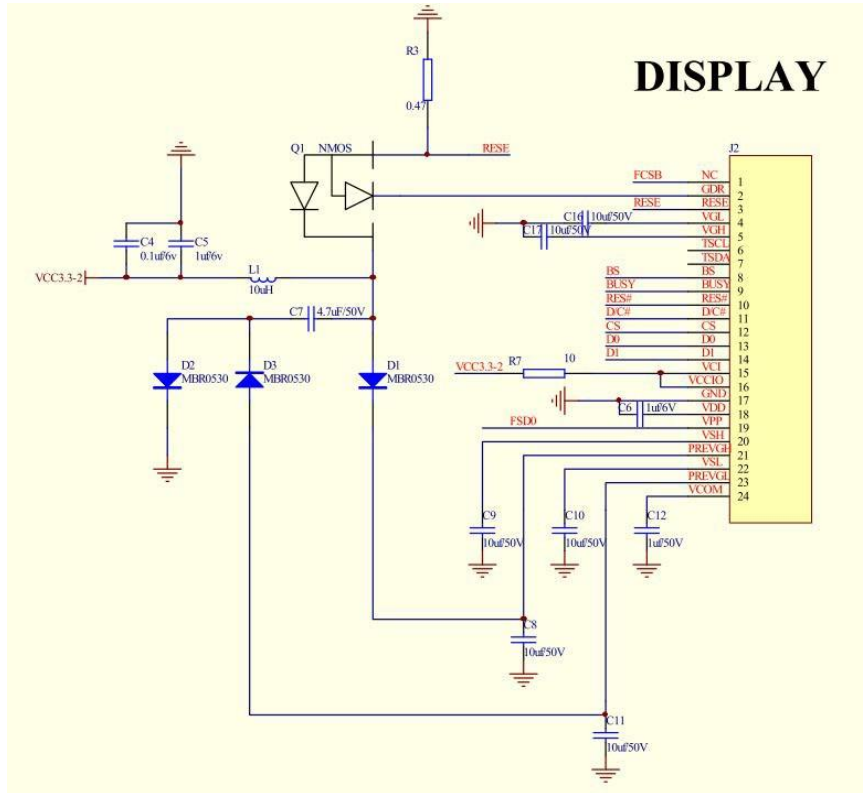 DISPLAY
R3
0.47
Q1 NMOS
RESE
J2
FCSB NC 1
GDR 2
RESE RESE 3
C16 10uf/50V VGL 4
C17 10uf/50V VGH 5
TSCL 6
TSDA 7
BS BS 8
BUSY BUSY 9
RES# RES# 10
D/C# D/C# 11
CS CS 12
D0 D0 13
D1 D1 14
VCC3.3-2 R7 10 VCI 15
VCCIO 16
GND 17
C6 1uf/6V VDD 18
FSD0 VPP 19
VSH 20
PREVGH 21
VSL 22
PREVGL 23
VCOM 24
C4
0.1uf/6v
C5
1uf/6v
VCC3.3-2
L1
10uH
C7 4.7uF/50V
D2
MBR0530
D3
MBR0530
D1
MBR0530
C9
10uf/50V
C10
10uf/50V
C12
1uf/50V
C8
10uf/50V
C11
10uf/50V